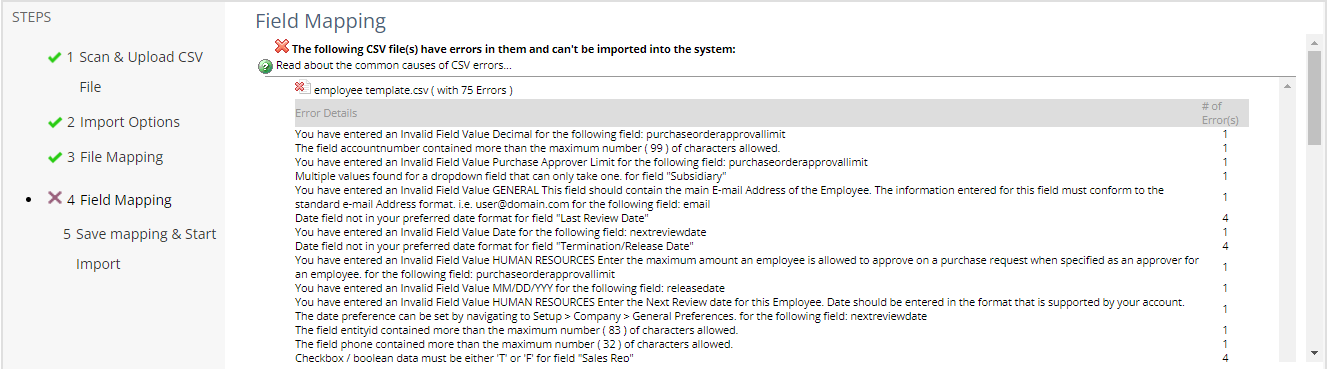 STEPS
1 Scan & Upload CSV
File
2 Import Options
3 File Mapping
4 Field Mapping
5 Save mapping & Start
Import
Field Mapping
The following CSV file(s) have errors in them and can't be imported into the system:
Read about the common causes of CSV errors...
employee template.csv ( with 75 Errors )
Error Details # of
Error(s)
You have entered an Invalid Field Value Decimal for the following field: purchaseorderapprovallimit 1
The field accountnumber contained more than the maximum number ( 99 ) of characters allowed. 1
You have entered an Invalid Field Value Purchase Approver Limit for the following field: purchaseorderapprovallimit 1
Multiple values found for a dropdown field that can only take one. for field "Subsidiary" 1
You have entered an Invalid Field Value GENERAL This field should contain the main E-mail Address of the Employee. The information entered for this field must conform to the
standard e-mail Address format. i.e. user@domain.com for the following field: email 1
Date field not in your preferred date format for field "Last Review Date" 4
You have entered an Invalid Field Value Date for the following field: nextreviewdate 1
Date field not in your preferred date format for field "Termination/Release Date" 4
You have entered an Invalid Field Value HUMAN RESOURCES Enter the maximum amount an employee is allowed to approve on a purchase request when specified as an approver for
an employee. for the following field: purchaseorderapprovallimit 1
You have entered an Invalid Field Value MM/DD/YYY for the following field: releasedate 1
You have entered an Invalid Field Value HUMAN RESOURCES Enter the Next Review date for this Employee. Date should be entered in the format that is supported by your account.
The date preference can be set by navigating to Setup > Company > General Preferences. for the following field: nextreviewdate 1
The field entityid contained more than the maximum number ( 83 ) of characters allowed. 1
The field phone contained more than the maximum number ( 32 ) of characters allowed. 1
Checkbox / boolean data must be either 'T' or 'F' for field "Sales Rep" 4